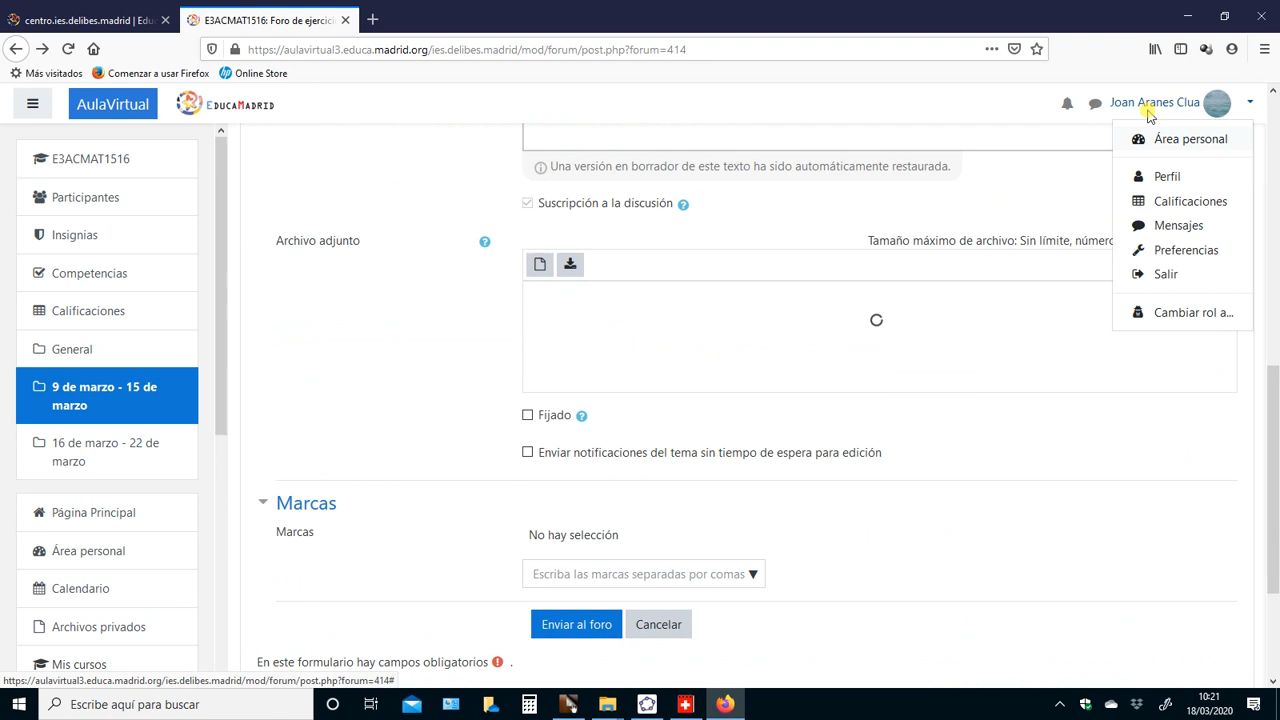 centro.ies.delibes.madrid | Edu
E3ACMAT1516: Foro de ejercici
https://aulavirtual3.educa.madrid.org/ies.delibes.madrid/mod/forum/post.php?forum=414
Más visitados
Comenzar a usar Firefox
Online Store
AulaVirtual
EDUCAMADRID
Joan Aranes Clua
Área personal
Perfil
Calificaciones
Mensajes
Preferencias
Salir
Cambiar rol a...
E3ACMAT1516
Participantes
Insignias
Competencias
Calificaciones
General
9 de marzo - 15 de
marzo
16 de marzo - 22 de
marzo
Página Principal
Área personal
Calendario
Archivos privados
Mis cursos
Una versión en borrador de este texto ha sido automáticamente restaurada.
Suscripción a la discusión
Archivo adjunto
Tamaño máximo de archivo: Sin límite, número
Fijado
Enviar notificaciones del tema sin tiempo de espera para edición
Marcas
Marcas
No hay selección
Escriba las marcas separadas por comas
Enviar al foro
Cancelar
En este formulario hay campos obligatorios .
https://aulavirtual3.educa.madrid.org/ies.delibes.madrid/mod/forum/post.php?forum=414#
Escribe aquí para buscar
10:21
18/03/2020